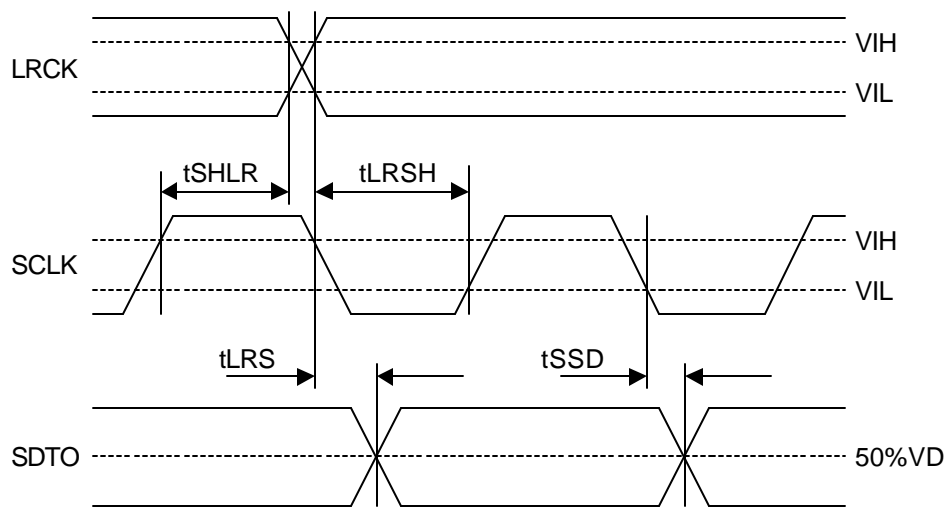 VIH
LRCK
VIL
tSHLR
tLRSH
VIH
SCLK
VIL
tLRS
tSSD
SDTO
50%VD